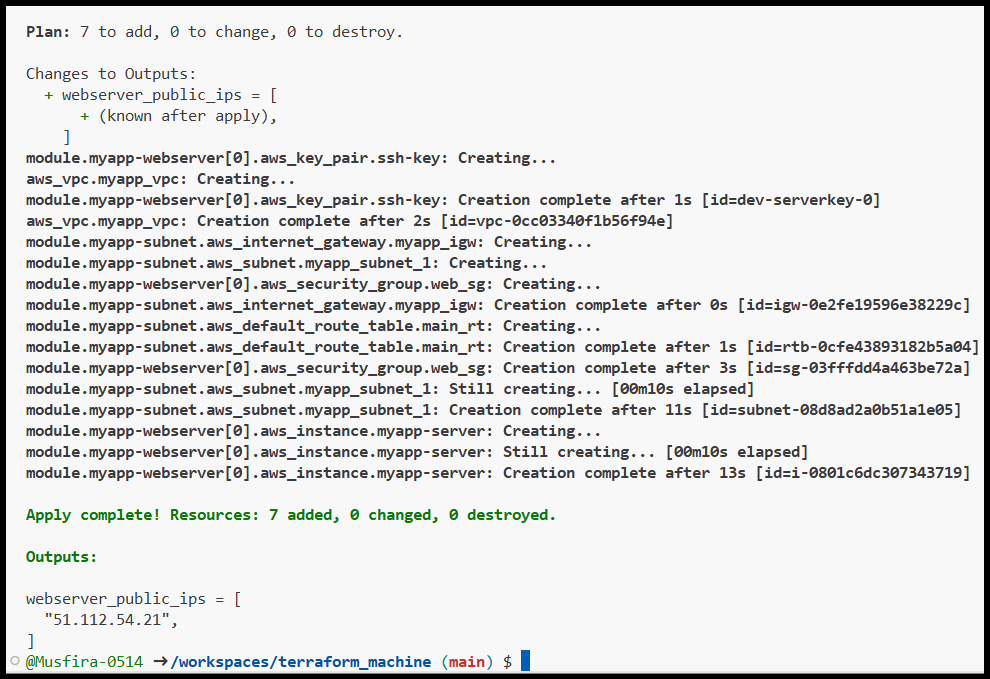 Plan: 7 to add, 0 to change, 0 to destroy.
Changes to Outputs:
  + webserver_public_ips = [
      + (known after apply),
    ]
module.myapp-webserver[0].aws_key_pair.ssh-key: Creating...
aws_vpc.myapp_vpc: Creating...
module.myapp-webserver[0].aws_key_pair.ssh-key: Creation complete after 1s [id=dev-serverkey-0]
aws_vpc.myapp_vpc: Creation complete after 2s [id=vpc-0cc03340f1b56f94e]
module.myapp-subnet.aws_internet_gateway.myapp_igw: Creating...
module.myapp-subnet.aws_subnet.myapp_subnet_1: Creating...
module.myapp-webserver[0].aws_security_group.web_sg: Creating...
module.myapp-subnet.aws_internet_gateway.myapp_igw: Creation complete after 0s [id=igw-0e2fe19596e38229c]
module.myapp-subnet.aws_default_route_table.main_rt: Creating...
module.myapp-subnet.aws_default_route_table.main_rt: Creation complete after 1s [id=rtb-0cfe43893182b5a04]
module.myapp-webserver[0].aws_security_group.web_sg: Creation complete after 3s [id=sg-03fffdd4a463be72a]
module.myapp-subnet.aws_subnet.myapp_subnet_1: Still creating... [00m10s elapsed]
module.myapp-subnet.aws_subnet.myapp_subnet_1: Creation complete after 11s [id=subnet-08d8ad2a0b51a1e05]
module.myapp-webserver[0].aws_instance.myapp-server: Creating...
module.myapp-webserver[0].aws_instance.myapp-server: Still creating... [00m10s elapsed]
module.myapp-webserver[0].aws_instance.myapp-server: Creation complete after 13s [id=i-0801c6dc307343719]
Apply complete! Resources: 7 added, 0 changed, 0 destroyed.
Outputs:
webserver_public_ips = [
  "51.112.54.21",
]
@Musfira-0514 →/workspaces/terraform_machine (main) $